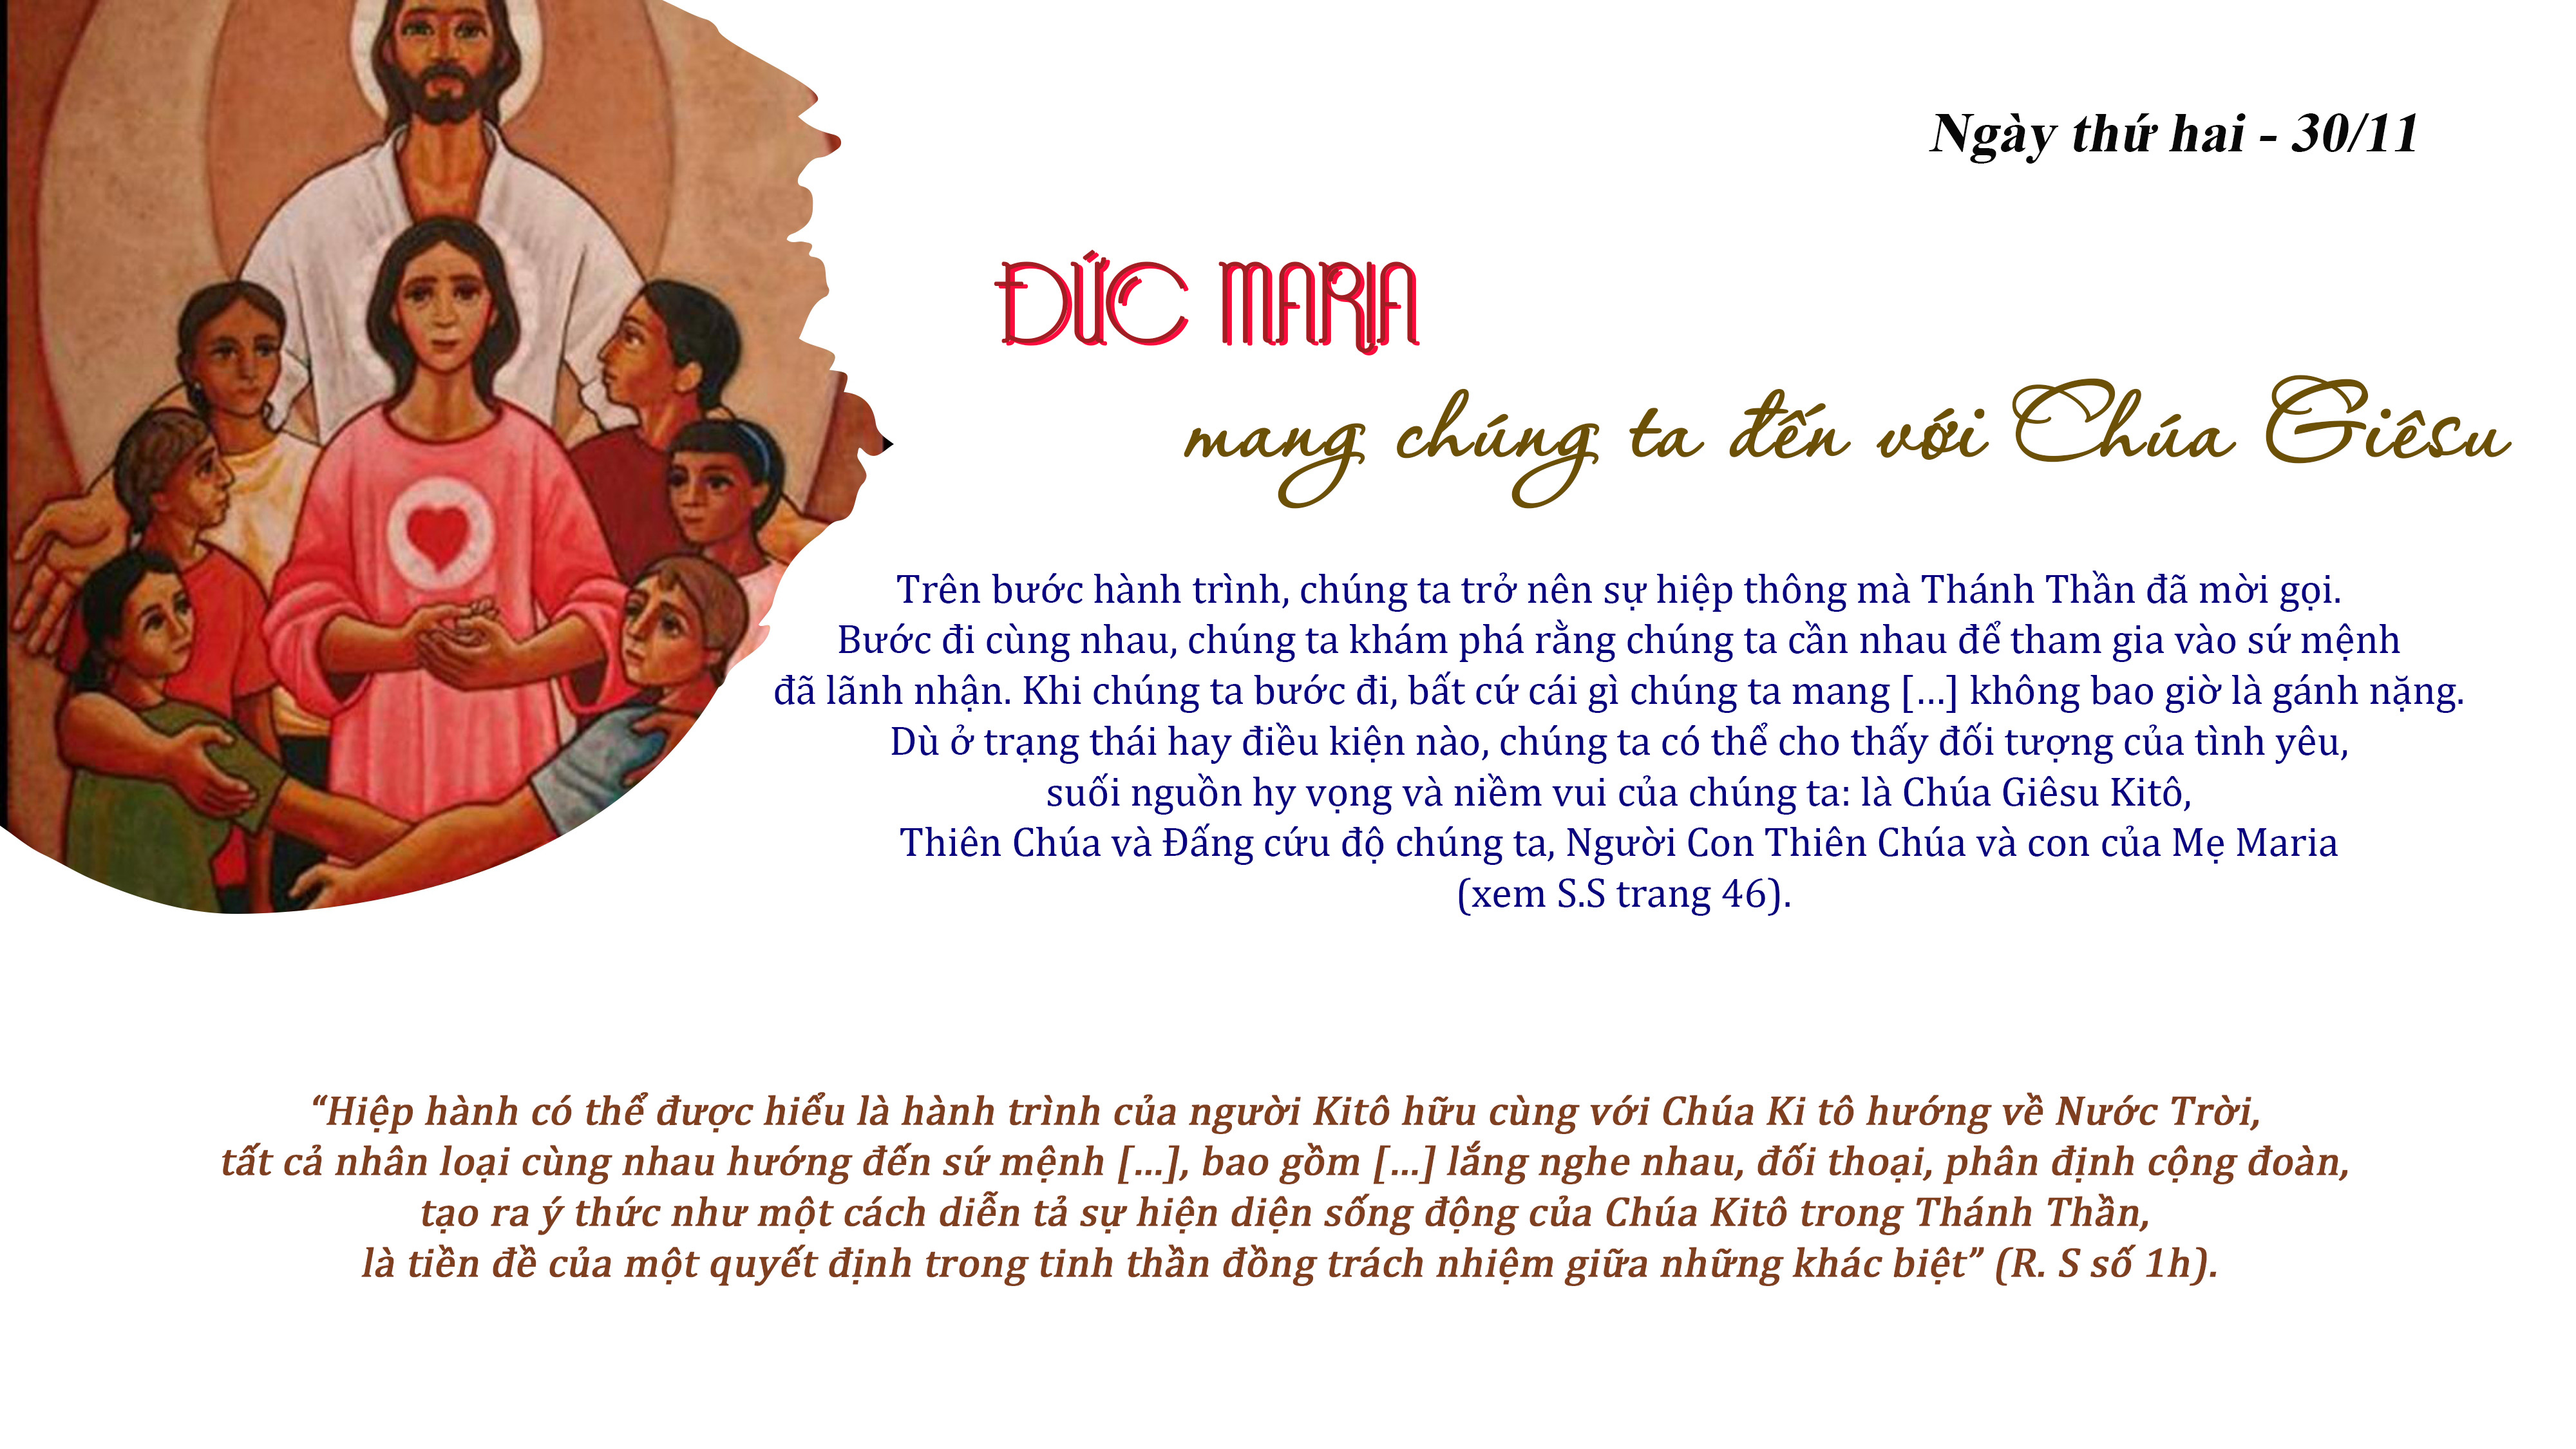 Ngày thứ hai - 30/11
ĐỨC MARIA
mang chúng ta đến với Chúa Giêsu
Trên bước hành trình, chúng ta trở nên sự hiệp thông mà Thánh Thần đã mời gọi.
Bước đi cùng nhau, chúng ta khám phá rằng chúng ta cần nhau để tham gia vào sứ mệnh
đã lãnh nhận. Khi chúng ta bước đi, bất cứ cái gì chúng ta mang [...] không bao giờ là gánh nặng.
Dù ở trạng thái hay điều kiện nào, chúng ta có thể cho thấy đối tượng của tình yêu,
suối nguồn hy vọng và niềm vui của chúng ta: là Chúa Giêsu Kitô,
Thiên Chúa và Đấng cứu độ chúng ta, Người Con Thiên Chúa và con của Mẹ Maria
(xem S.S trang 46).
“Hiệp hành có thể được hiểu là hành trình của người Kitô hữu cùng với Chúa Ki tô hướng về Nước Trời,
tất cả nhân loại cùng nhau hướng đến sứ mệnh [...], bao gồm [...] lắng nghe nhau, đối thoại, phân định cộng đoàn,
tạo ra ý thức như một cách diễn tả sự hiện diện sống động của Chúa Kitô trong Thánh Thần,
là tiền đề của một quyết định trong tinh thần đồng trách nhiệm giữa những khác biệt” (R. S số 1h).